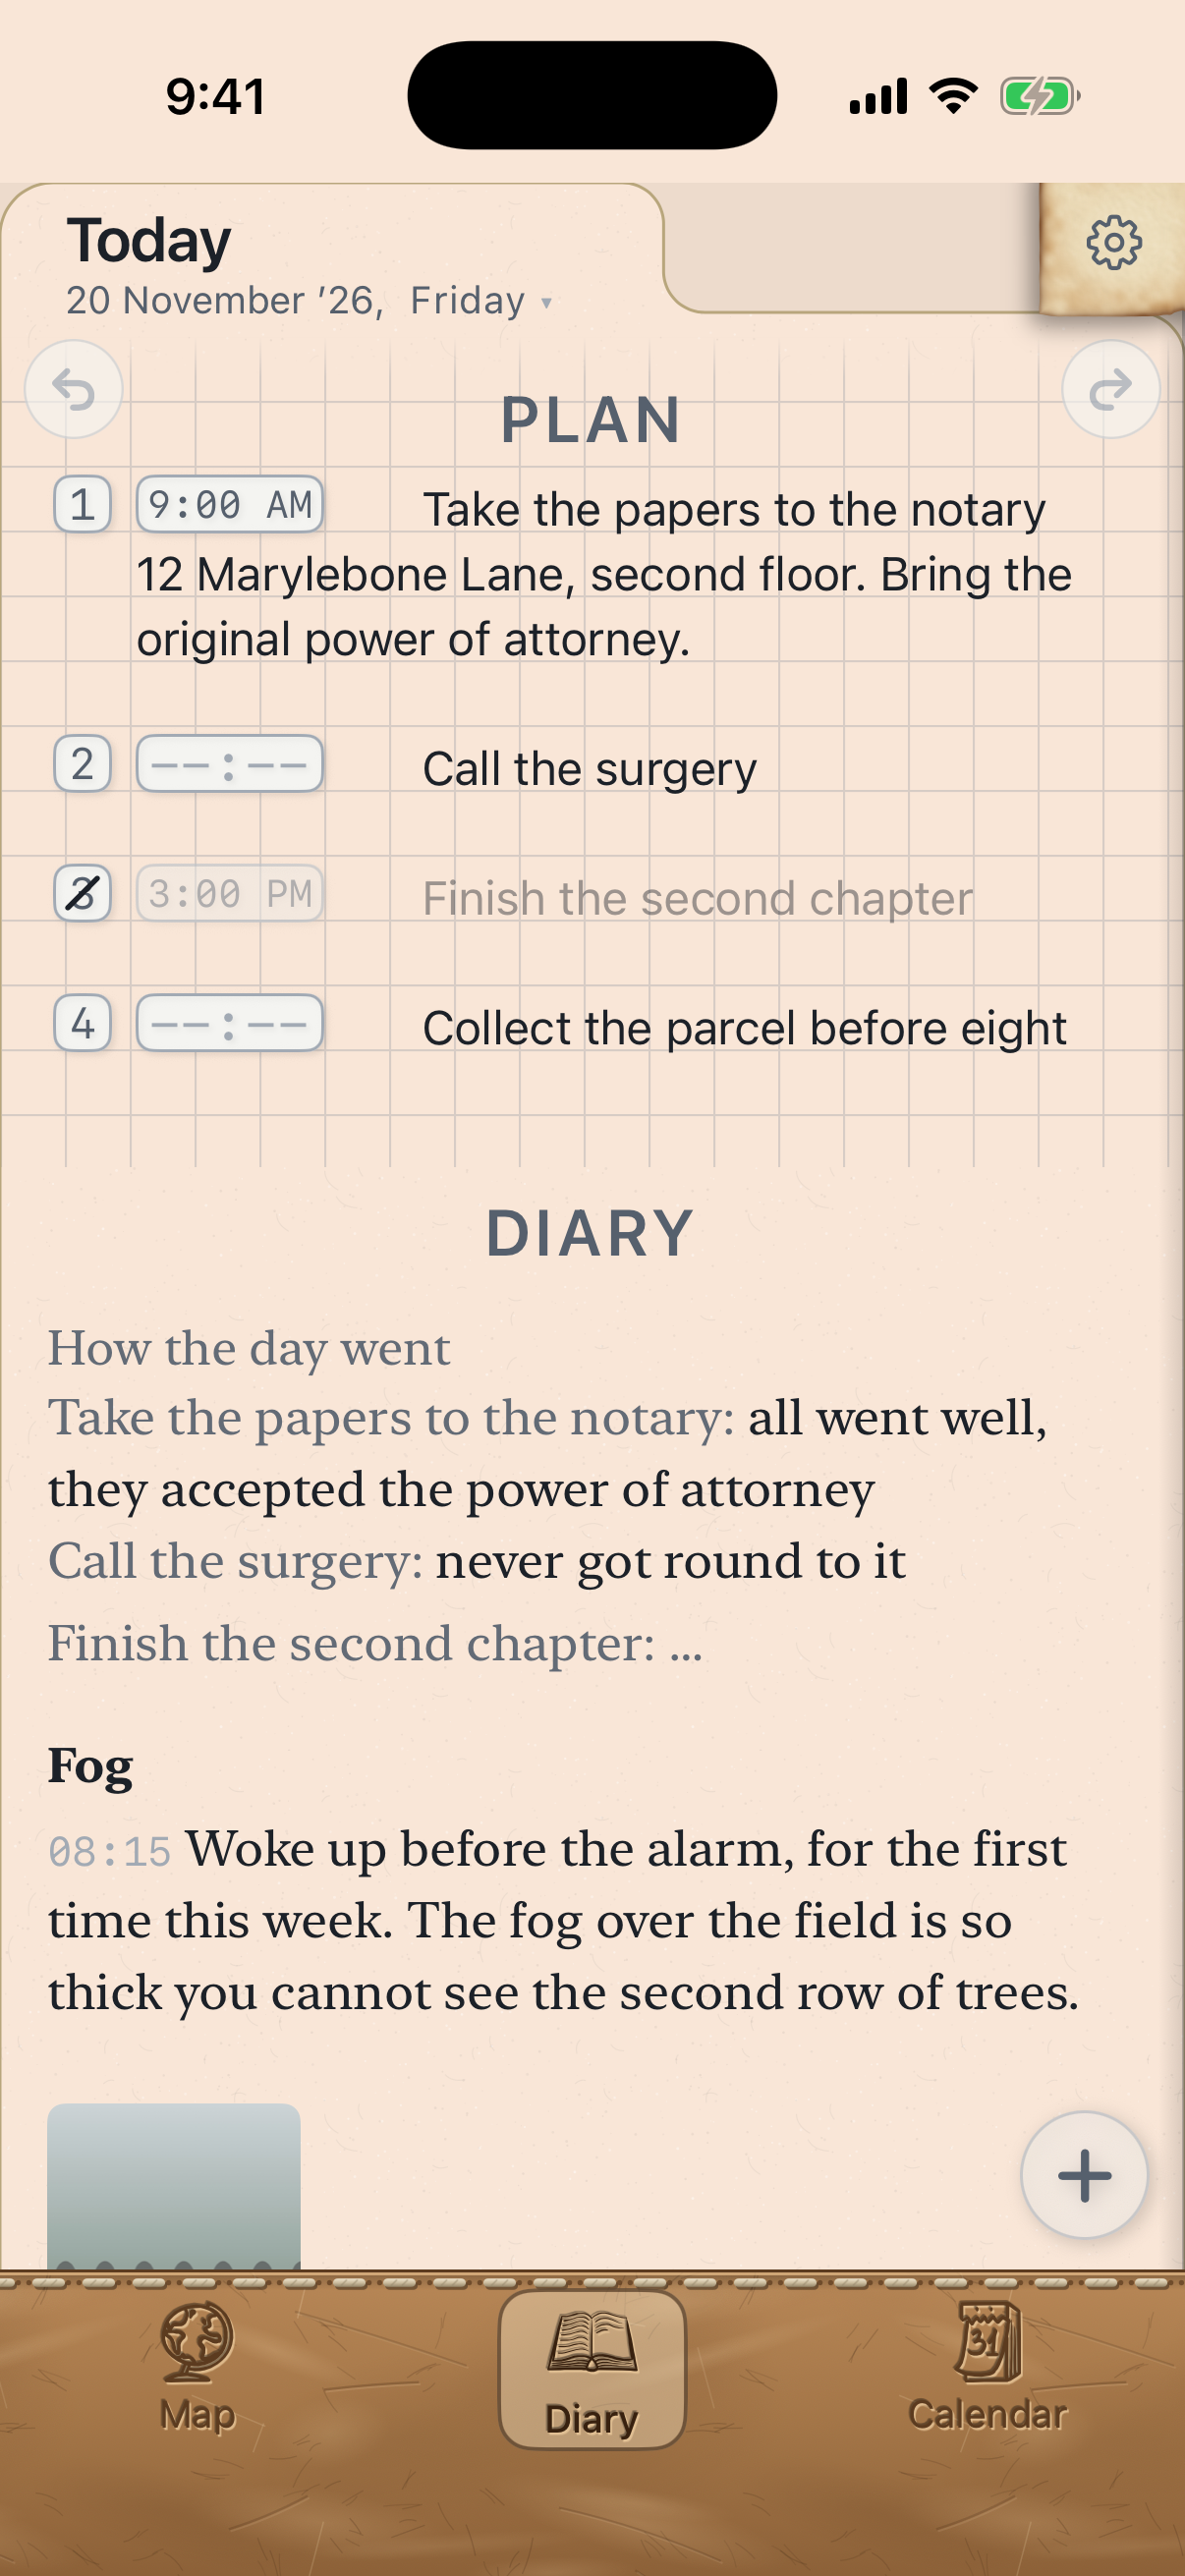 9:41
Today
20 November ’26, Friday ▾
PLAN
1 9:00 AM Take the papers to the notary
12 Marylebone Lane, second floor. Bring the
original power of attorney.
2 --:-- Call the surgery
3 3:00 PM Finish the second chapter
4 --:-- Collect the parcel before eight
DIARY
How the day went
Take the papers to the notary: all went well,
they accepted the power of attorney
Call the surgery: never got round to it
Finish the second chapter: ...
Fog
08:15 Woke up before the alarm, for the first
time this week. The fog over the field is so
thick you cannot see the second row of trees.
31
Map Diary Calendar